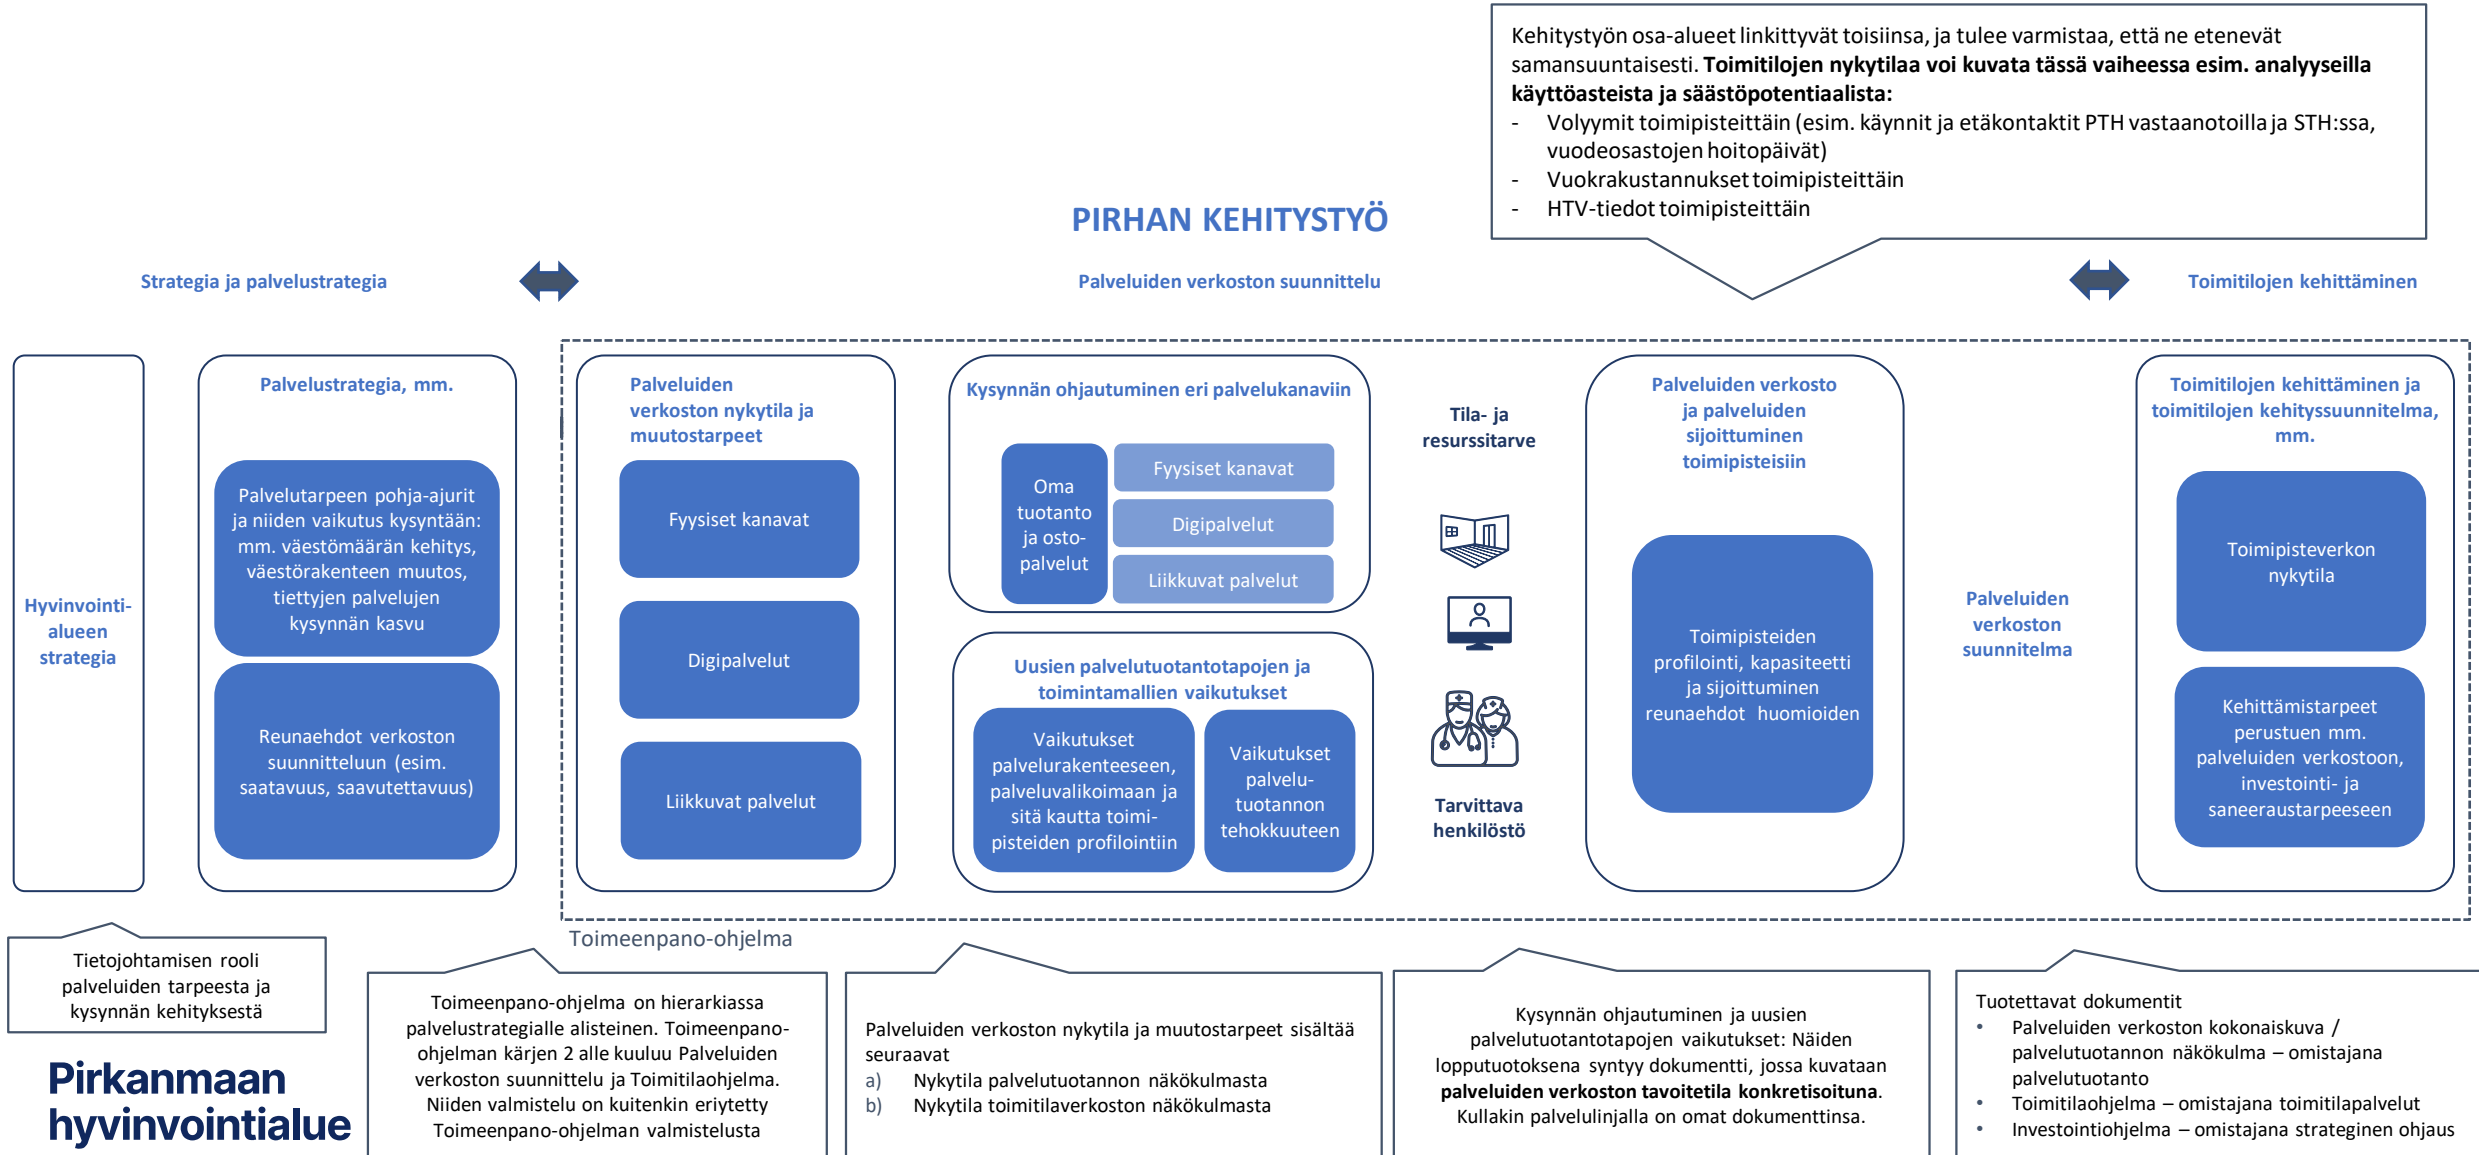 Kehitystyön osa-alueet linkittyvät toisiinsa, ja tulee varmistaa, että ne etenevät
samansuuntaisesti. Toimitilojen nykytilaa voi kuvata tässä vaiheessa esim. analyyseilla
käyttöasteista ja säästöpotentiaalista:
- Volyymit toimipisteittäin (esim. käynnit ja etäkontaktit PTH vastaanotoilla ja STH:ssa,
vuodeosastojen hoitopäivät)
- Vuokrakustannukset toimipisteittäin
- HTV-tiedot toimipisteittäin
PIRHAN KEHITYSTYÖ
Strategia ja palvelustrategia
Palveluiden verkoston suunnittelu
Toimitilojen kehittäminen
Hyvinvointi-
alueen
strategia
Palvelustrategia, mm.
Palvelutarpeen pohja-ajurit
ja niiden vaikutus kysyntään:
mm. väestömäärän kehitys,
väestörakenteen muutos,
tiettyjen palvelujen
kysynnän kasvu
Reunaehdot verkoston
suunnitteluun (esim.
saatavuus, saavutettavuus)
Palveluiden
verkoston nykytila ja
muutostarpeet
Fyysiset kanavat
Digipalvelut
Liikkuvat palvelut
Kysynnän ohjautuminen eri palvelukanaviin
Oma
tuotanto
ja osto-
palvelut
Fyysiset kanavat
Digipalvelut
Liikkuvat palvelut
Uusien palvelutuotantotapojen ja
toimintamallien vaikutukset
Vaikutukset
palvelurakenteeseen,
palveluvalikoimaan ja
sitä kautta toimi-
pisteiden profilointiin
Vaikutukset
palvelu-
tuotannon
tehokkuuteen
Tila- ja
resurssitarve
Tarvittava
henkilöstö
Palveluiden verkosto
ja palveluiden
sijoittuminen
toimipisteisiin
Toimipisteiden
profilointi, kapasiteetti
ja sijoittuminen
reunaehdot huomioiden
Palveluiden
verkoston
suunnitelma
Toimitilojen kehittäminen ja
toimitilojen kehityssuunnitelma,
mm.
Toimipisteverkon
nykytila
Kehittämistarpeet
perustuen mm.
palveluiden verkostoon,
investointi- ja
saneeraustarpeeseen
Toimeenpano-ohjelma
Tietojohtamisen rooli
palveluiden tarpeesta ja
kysynnän kehityksestä
Toimeenpano-ohjelma on hierarkiassa
palvelustrategialle alisteinen. Toimeenpano-
ohjelman kärjen 2 alle kuuluu Palveluiden
verkoston suunnittelu ja Toimitilaohjelma.
Niiden valmistelu on kuitenkin eriytetty
Toimeenpano-ohjelman valmistelusta
Palveluiden verkoston nykytila ja muutostarpeet sisältää
seuraavat
a) Nykytila palvelutuotannon näkökulmasta
b) Nykytila toimitilaverkoston näkökulmasta
Kysynnän ohjautuminen ja uusien
palvelutuotantotapojen vaikutukset: Näiden
lopputuotoksena syntyy dokumentti, jossa kuvataan
palveluiden verkoston tavoitetila konkretisoituna.
Kullakin palvelulinjalla on omat dokumenttinsa.
Tuotettavat dokumentit
• Palveluiden verkoston kokonaiskuva /
palvelutuotannon näkökulma – omistajana
palvelutuotanto
• Toimitilaohjelma – omistajana toimitilapalvelut
• Investointiohjelma – omistajana strateginen ohjaus
Pirkanmaan
hyvinvointialue